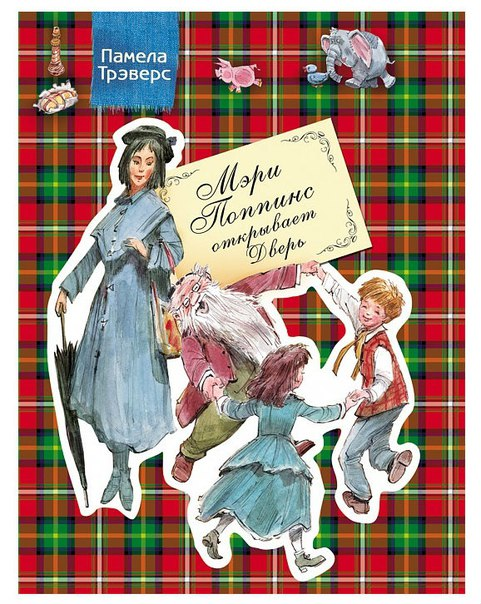 Памела
Трэверс
Мэри
Поппинс
открывает
Дверь